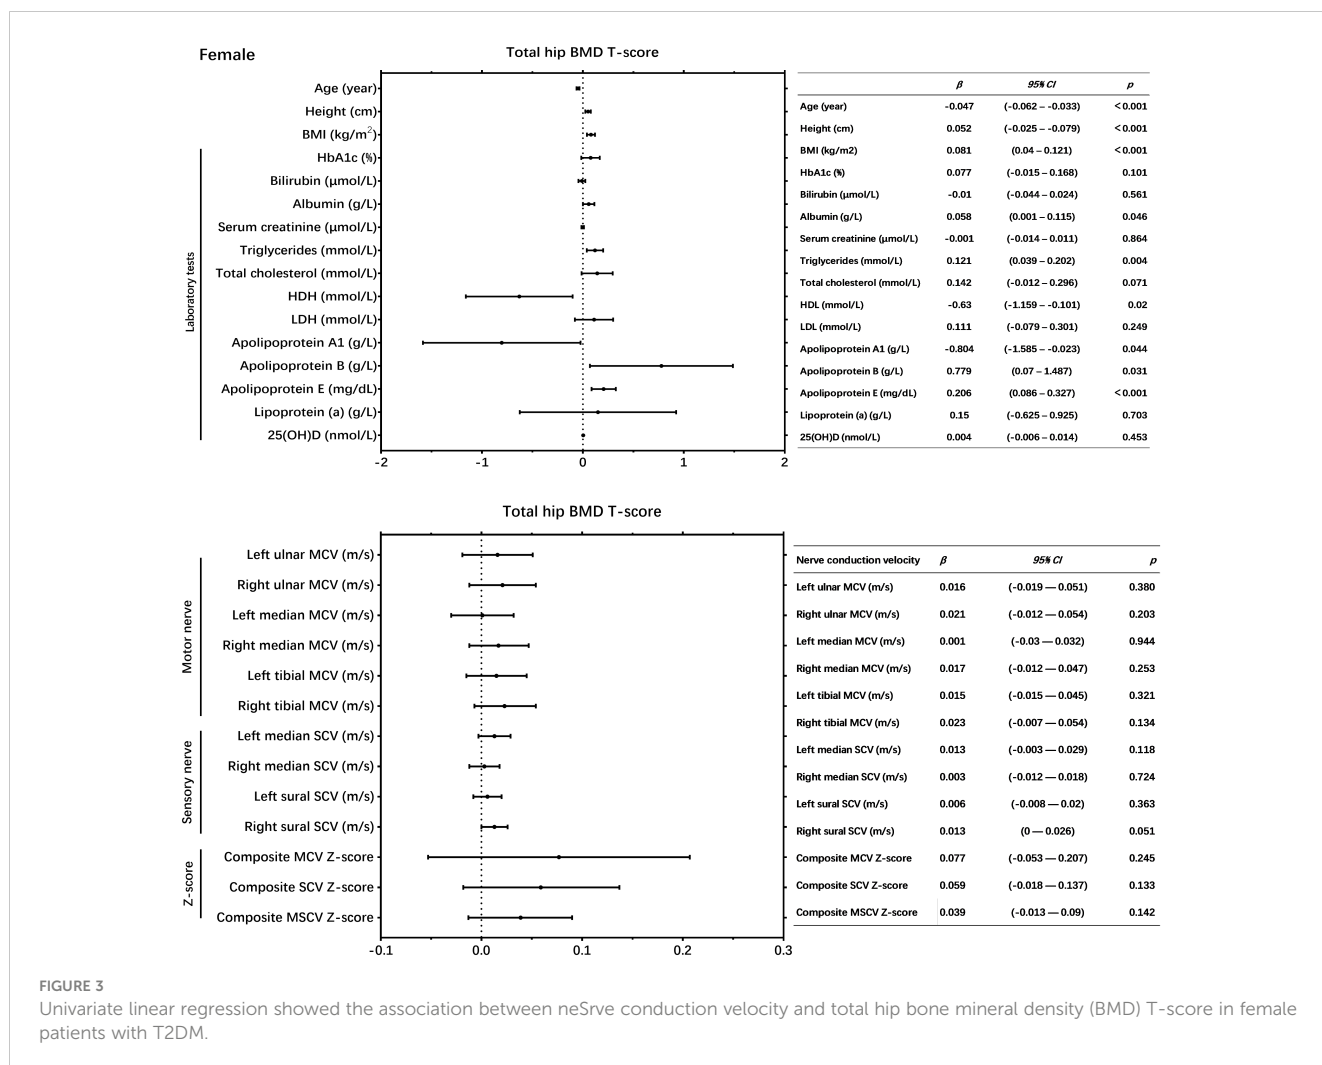 Female
Total hip BMD T-score
Laboratory tests
Age (year)
Height (cm)
BMI (kg/m²)
HbA1c (%)
Bilirubin (μmol/L)
Albumin (g/L)
Serum creatinine (μmol/L)
Triglycerides (mmol/L)
Total cholesterol (mmol/L)
HDH (mmol/L)
LDH (mmol/L)
Apolipoprotein A1 (g/L)
Apolipoprotein B (g/L)
Apolipoprotein E (mg/dL)
Lipoprotein (a) (g/L)
25(OH)D (nmol/L)
-2 -1 0 1 2
β 95% CI p
Age (year) -0.047 (-0.062 – -0.033) <0.001
Height (cm) 0.052 (-0.025 – -0.079) <0.001
BMI (kg/m2) 0.081 (0.04 – 0.121) <0.001
HbA1c (%) 0.077 (-0.015 – 0.168) 0.101
Bilirubin (μmol/L) -0.01 (-0.044 – 0.024) 0.561
Albumin (g/L) 0.058 (0.001 – 0.115) 0.046
Serum creatinine (μmol/L) -0.001 (-0.014 – 0.011) 0.864
Triglycerides (mmol/L) 0.121 (0.039 – 0.202) 0.004
Total cholesterol (mmol/L) 0.142 (-0.012 – 0.296) 0.071
HDL (mmol/L) -0.63 (-1.159 – -0.101) 0.02
LDL (mmol/L) 0.111 (-0.079 – 0.301) 0.249
Apolipoprotein A1 (g/L) -0.804 (-1.585 – -0.023) 0.044
Apolipoprotein B (g/L) 0.779 (0.07 – 1.487) 0.031
Apolipoprotein E (mg/dL) 0.206 (0.086 – 0.327) <0.001
Lipoprotein (a) (g/L) 0.15 (-0.625 – 0.925) 0.703
25(OH)D (nmol/L) 0.004 (-0.006 – 0.014) 0.453
Total hip BMD T-score
Motor nerve
Sensory nerve
Z-score
Left ulnar MCV (m/s)
Right ulnar MCV (m/s)
Left median MCV (m/s)
Right median MCV (m/s)
Left tibial MCV (m/s)
Right tibial MCV (m/s)
Left median SCV (m/s)
Right median SCV (m/s)
Left sural SCV (m/s)
Right sural SCV (m/s)
Composite MCV Z-score
Composite SCV Z-score
Composite MSCV Z-score
-0.1 0.0 0.1 0.2 0.3
Nerve conduction velocity β 95% CI p
Left ulnar MCV (m/s) 0.016 (-0.019 — 0.051) 0.380
Right ulnar MCV (m/s) 0.021 (-0.012 — 0.054) 0.203
Left median MCV (m/s) 0.001 (-0.03 — 0.032) 0.944
Right median MCV (m/s) 0.017 (-0.012 — 0.047) 0.253
Left tibial MCV (m/s) 0.015 (-0.015 — 0.045) 0.321
Right tibial MCV (m/s) 0.023 (-0.007 — 0.054) 0.134
Left median SCV (m/s) 0.013 (-0.003 — 0.029) 0.118
Right median SCV (m/s) 0.003 (-0.012 — 0.018) 0.724
Left sural SCV (m/s) 0.006 (-0.008 — 0.02) 0.363
Right sural SCV (m/s) 0.013 (0 — 0.026) 0.051
Composite MCV Z-score 0.077 (-0.053 — 0.207) 0.245
Composite SCV Z-score 0.059 (-0.018 — 0.137) 0.133
Composite MSCV Z-score 0.039 (-0.013 — 0.09) 0.142
FIGURE 3
Univariate linear regression showed the association between neSrve conduction velocity and total hip bone mineral density (BMD) T-score in female
patients with T2DM.